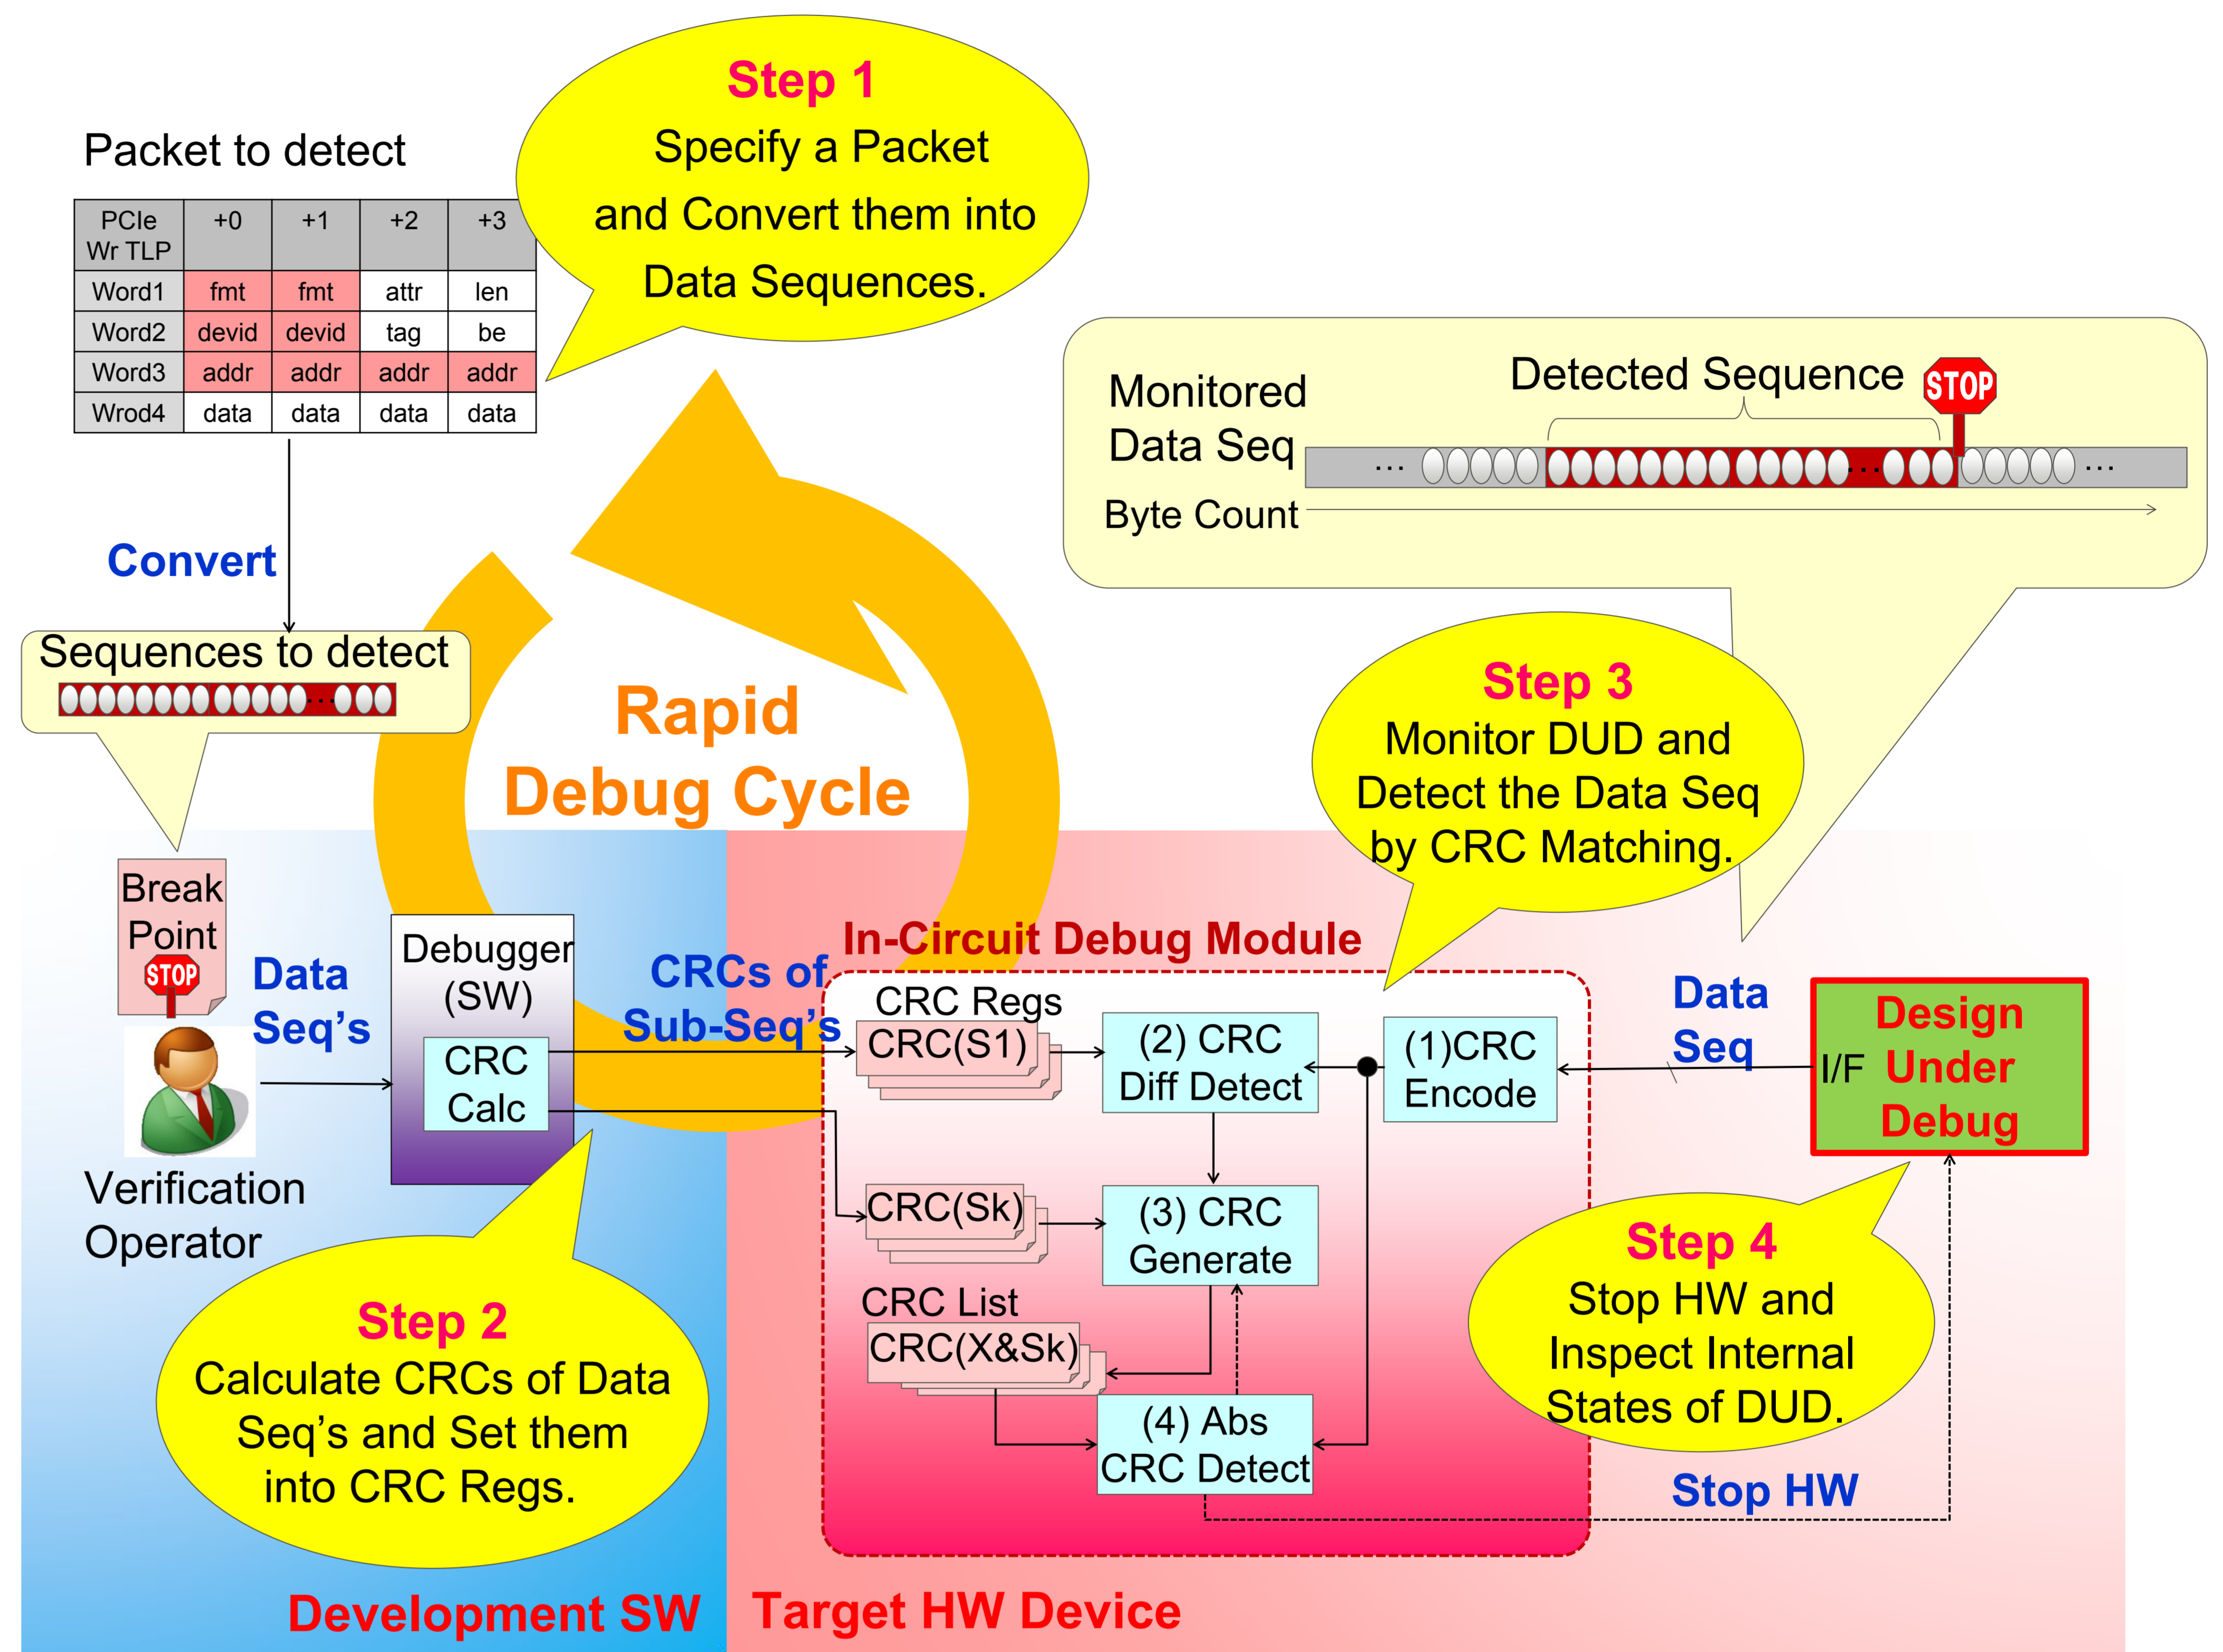 Step 1
Specify a Packet
and Convert them into
Data Sequences.
Packet to detect
PCIe +0 +1 +2 +3
Wr TLP
Word1 fmt fmt attr len
Word2 devid devid tag be
Word3 addr addr addr addr
Wrod4 data data data data
Convert
Sequences to detect
...
Monitored
Data Seq
Detected Sequence
STOP
... ... ...
Byte Count
Rapid
Debug Cycle
Step 3
Monitor DUD and
Detect the Data Seq
by CRC Matching.
Break
Point
STOP
Verification
Operator
Data
Seq's
Debugger
(SW)
CRC
Calc
CRCs of
Sub-Seq's
In-Circuit Debug Module
CRC Regs
CRC(S1)
(2) CRC
Diff Detect
(1)CRC
Encode
Data
Seq
I/F
Design
Under
Debug
CRC(Sk)
(3) CRC
Generate
CRC List
CRC(X&Sk)
(4) Abs
CRC Detect
Step 4
Stop HW and
Inspect Internal
States of DUD.
Stop HW
Step 2
Calculate CRCs of Data
Seq's and Set them
into CRC Regs.
Development SW
Target HW Device